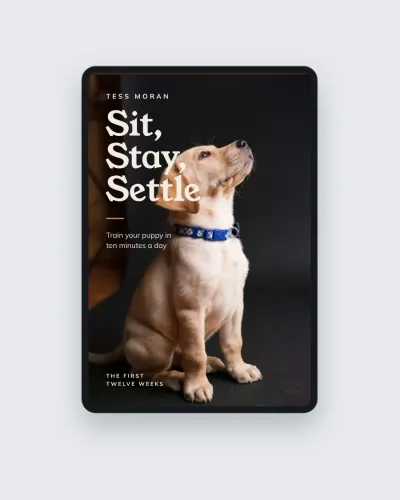 TESS MORAN
Sit,
Stay,
Settle
Train your puppy in
ten minutes a day
THE FIRST
TWELVE WEEKS